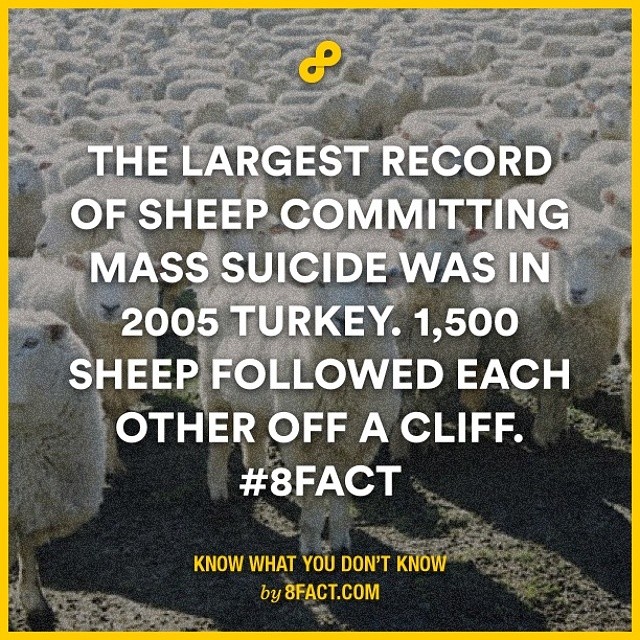 THE LARGEST RECORD
OF SHEEP COMMITTING
MASS SUICIDE WAS IN
2005 TURKEY. 1,500
SHEEP FOLLOWED EACH
OTHER OFF A CLIFF.
#8FACT
KNOW WHAT YOU DON'T KNOW
by 8FACT.COM